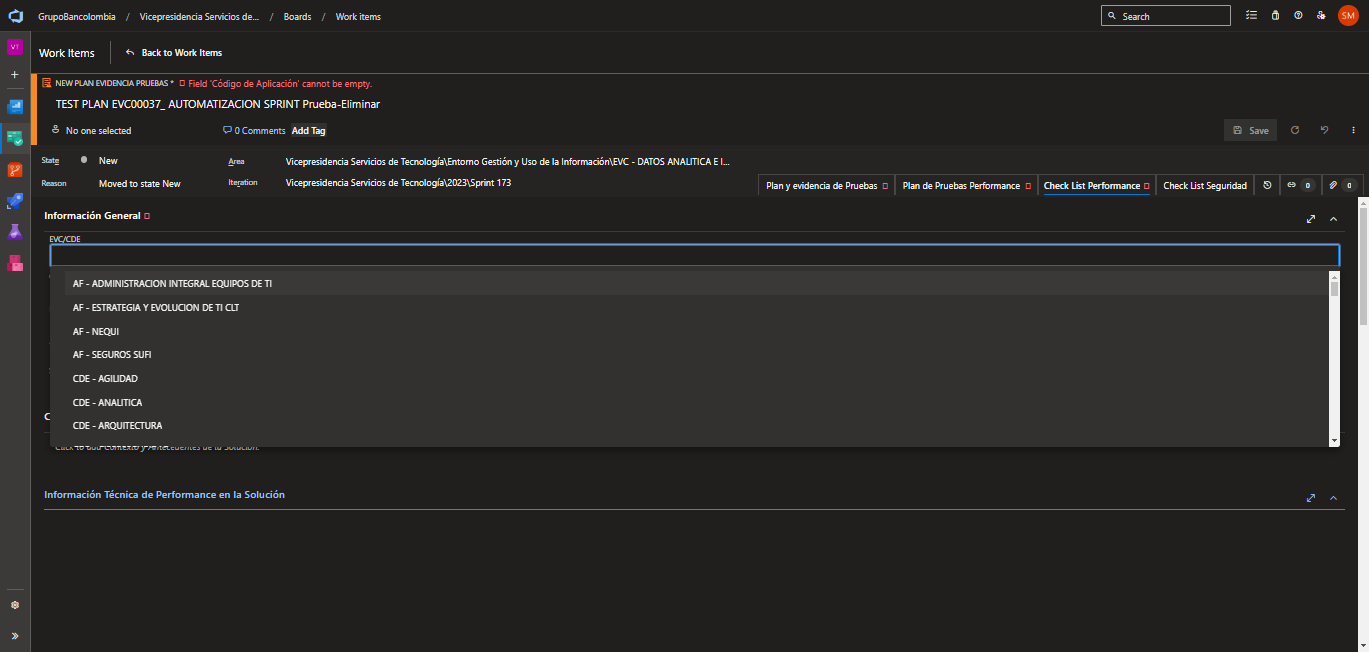 GrupoBancolombia / Vicepresidencia Servicios de... / Boards / Work items
Search
SM
VT
Work Items
Back to Work Items
NEW PLAN EVIDENCIA PRUEBAS * Field 'Código de Aplicación' cannot be empty.
TEST PLAN EVC00037_ AUTOMATIZACION SPRINT Prueba-Eliminar
No one selected
0 Comments
Add Tag
Save
State
New
Area
Vicepresidencia Servicios de Tecnología\Entorno Gestión y Uso de la Información\EVC - DATOS ANALITICA E I...
Reason
Moved to state New
Iteration
Vicepresidencia Servicios de Tecnología\2023\Sprint 173
Plan y evidencia de Pruebas
Plan de Pruebas Performance
Check List Performance
Check List Seguridad
0
0
Información General
EVC/CDE
AF - ADMINISTRACION INTEGRAL EQUIPOS DE TI
AF - ESTRATEGIA Y EVOLUCION DE TI CLT
AF - NEQUI
AF - SEGUROS SUFI
CDE - AGILIDAD
CDE - ANALITICA
CDE - ARQUITECTURA
C
Click to add Contexto y Antecedentes de la Solución.
Información Técnica de Performance en la Solución